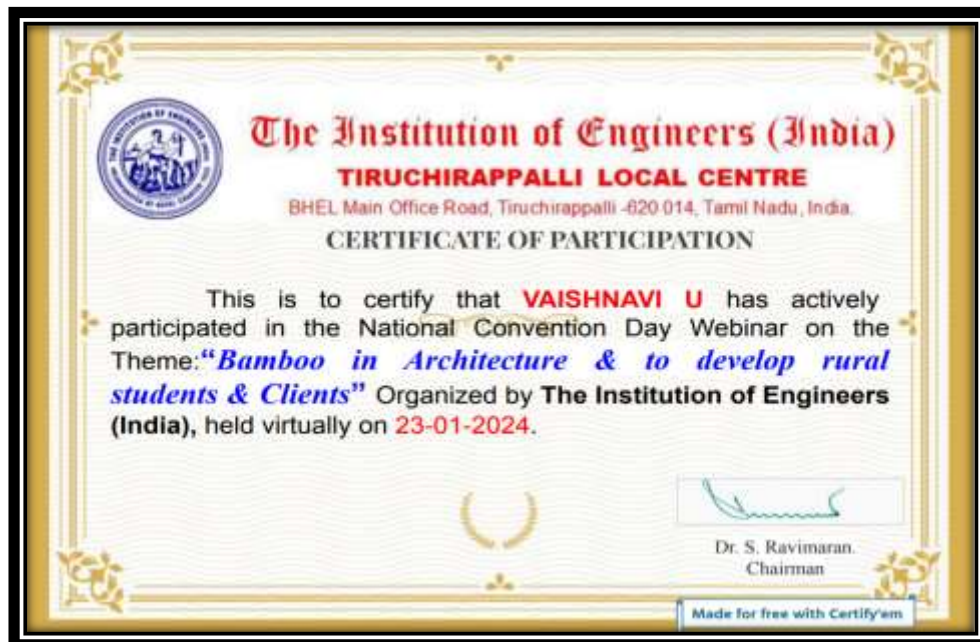 The Institution of Engineers (India)
TIRUCHIRAPPALLI LOCAL CENTRE
BHEL Main Office Road, Tiruchirappalli -620 014, Tamil Nadu, India.
CERTIFICATE OF PARTICIPATION
This is to certify that VAISHNAVI U has actively
participated in the National Convention Day Webinar on the
Theme:“Bamboo in Architecture & to develop rural
students & Clients” Organized by The Institution of Engineers
(India), held virtually on 23-01-2024.
Dr. S. Ravimaran.
Chairman
Made for free with Certify'em